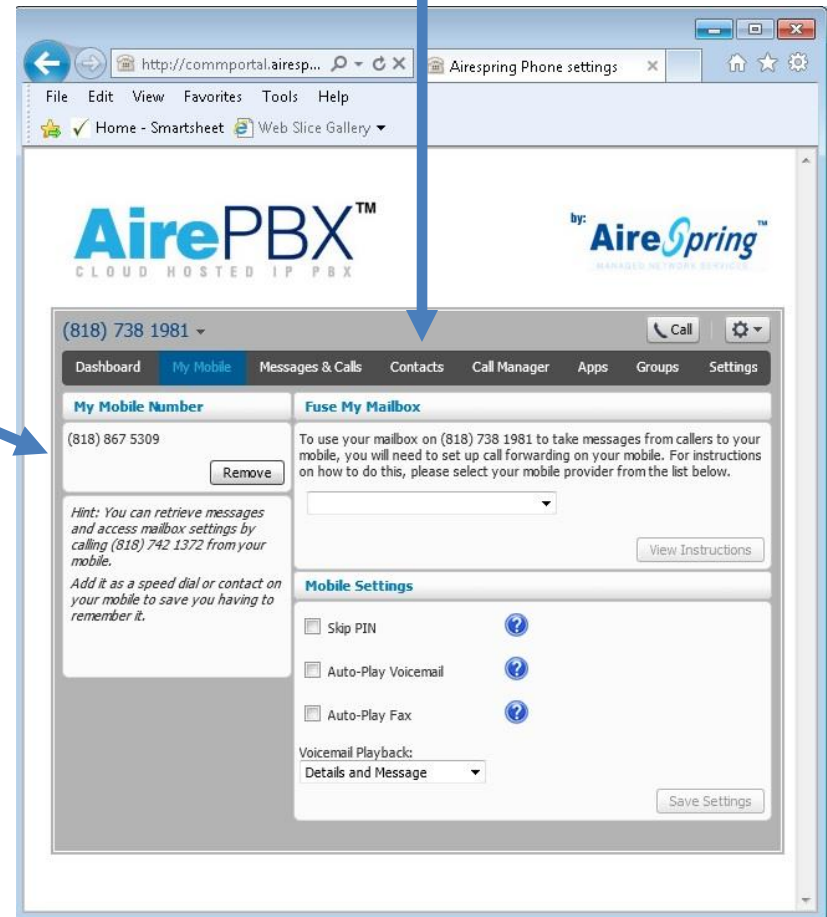 http://commportal.airesp...
Airespring Phone settings
File Edit View Favorites Tools Help
Home - Smartsheet Web Slice Gallery
AirePBX™
CLOUD HOSTED IP PBX
by:
AireSpring™
MANAGED NETWORK SERVICES
(818) 738 1981
Call
Dashboard My Mobile Messages & Calls Contacts Call Manager Apps Groups Settings
My Mobile Number
(818) 867 5309
Remove
Hint: You can retrieve messages
and access mailbox settings by
calling (818) 742 1372 from your
mobile.
Add it as a speed dial or contact on
your mobile to save you having to
remember it.
Fuse My Mailbox
To use your mailbox on (818) 738 1981 to take messages from callers to your
mobile, you will need to set up call forwarding on your mobile. For instructions
on how to do this, please select your mobile provider from the list below.
View Instructions
Mobile Settings
Skip PIN
Auto-Play Voicemail
Auto-Play Fax
Voicemail Playback:
Details and Message
Save Settings